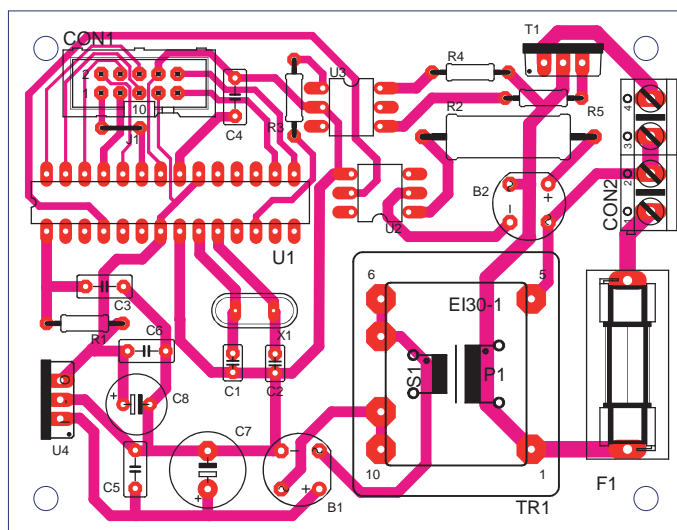 CON1
T1
2
1
10
J1
C4
R3
U3
R4
R2
R5
4
3
2
1
CON2
B2
−
+
U2
U1
6
5
EI30-1
C3
R1
X1
C6
S1
P1
C1
C2
+
C8
U4
C7
C5
+
−
+
B1
10
1
TR1
F1